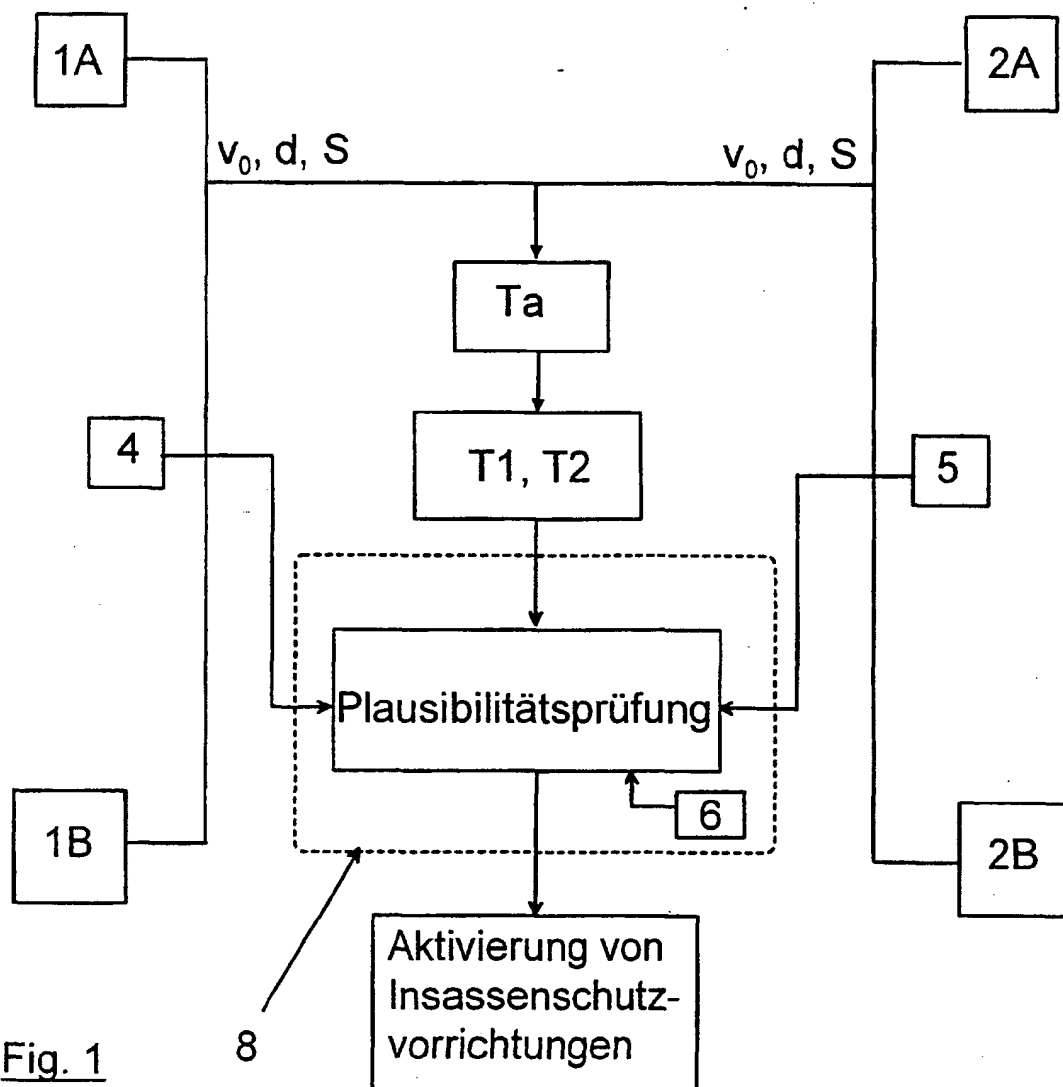 1A
2A
v₀, d, S
v₀, d, S
Ta
4
T1, T2
5
Plausibilitätsprüfung
6
1B
2B
Aktivierung von
Insassenschutz-
vorrichtungen
8
Fig. 1